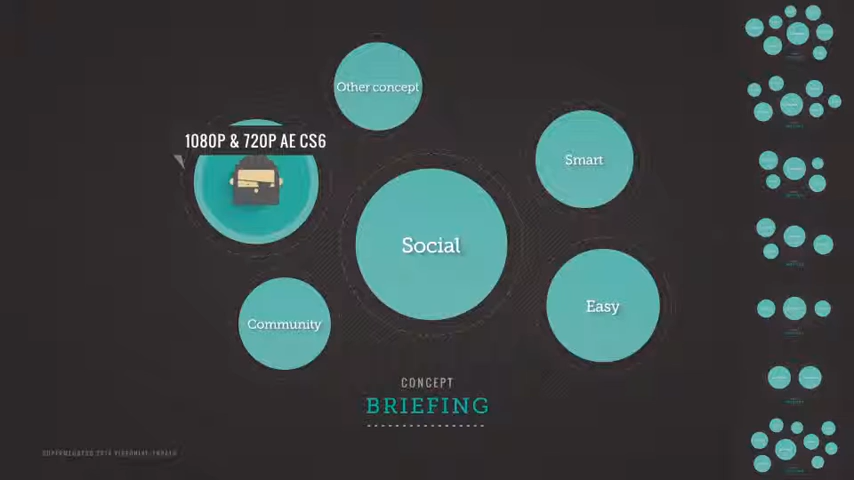 Other concept
1080P & 720P AE CS6
Smart
Social
Easy
Community
CONCEPT
BRIEFING